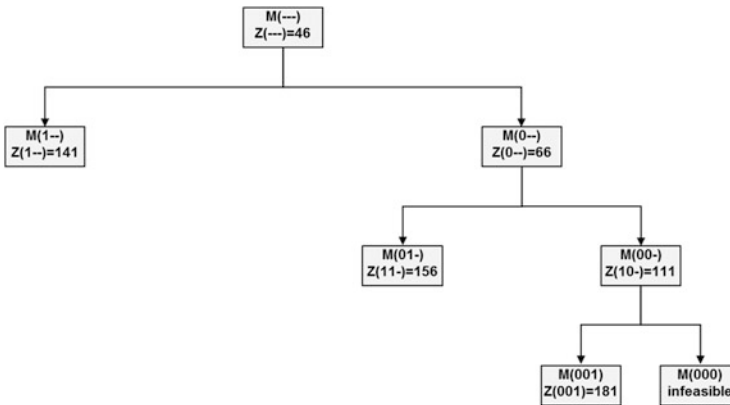 M(---)
Z(---)=46
M(1--)
Z(1--)=141
M(0--)
Z(0--)=66
M(01-)
Z(11-)=156
M(00-)
Z(10-)=111
M(001)
Z(001)=181
M(000)
infeasible